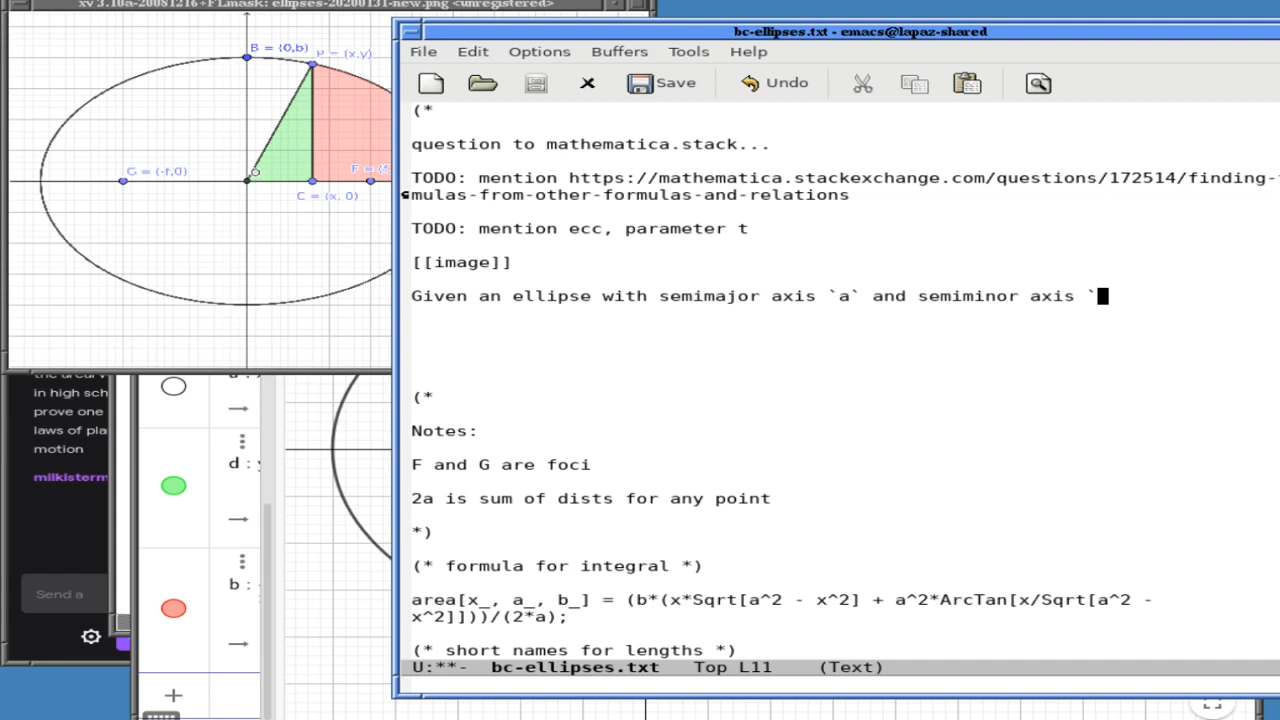 xv 3.10a-20081216+FLmask: ellipses-20200131-new.png <unregistered>
B = (0,b)
P = (x,y)
G = (-f,0)
C = (x, 0)
in high sch
prove one
laws of pla
motion
milkisterm
Send a
d :
b :
bc-ellipses.txt - emacs@lapaz-shared
File Edit Options Buffers Tools Help
Save Undo
(*
question to mathematica.stack...
TODO: mention https://mathematica.stackexchange.com/questions/172514/finding-
mulas-from-other-formulas-and-relations
TODO: mention ecc, parameter t
[[image]]
Given an ellipse with semimajor axis `a` and semiminor axis `
(*
Notes:
F and G are foci
2a is sum of dists for any point
*)
(* formula for integral *)
area[x_, a_, b_] = (b*(x*Sqrt[a^2 - x^2] + a^2*ArcTan[x/Sqrt[a^2 -
x^2]]))/(2*a);
(* short names for lengths *)
U:**- bc-ellipses.txt Top L11 (Text)